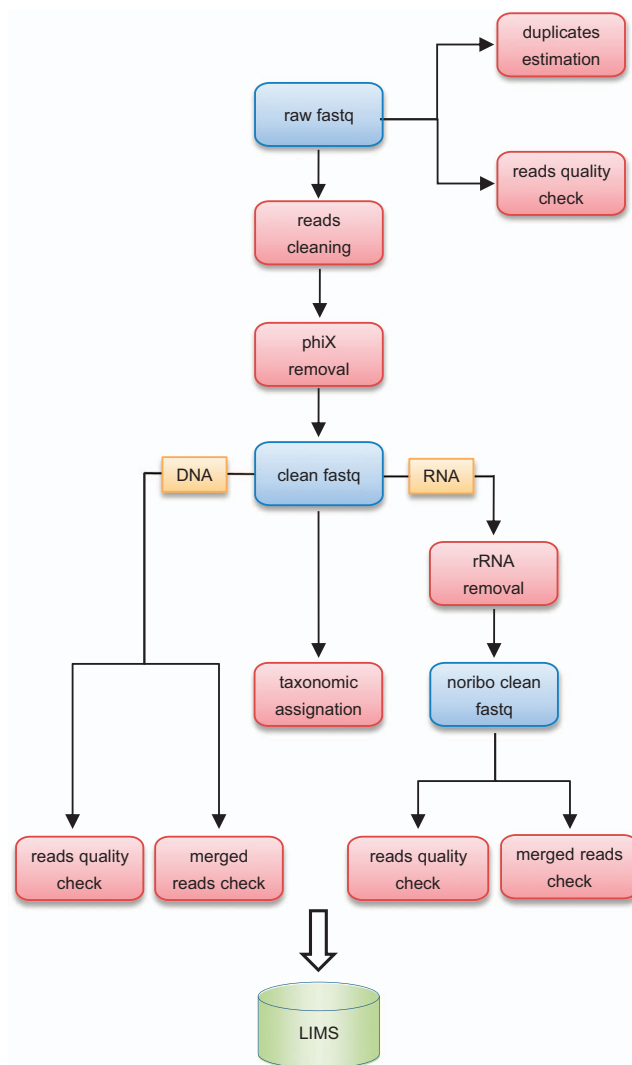 duplicates
estimation
raw fastq
reads quality
check
reads
cleaning
phiX
removal
DNA
clean fastq
RNA
rRNA
removal
taxonomic
assignation
noribo clean
fastq
reads quality
check
merged
reads check
reads quality
check
merged reads
check
LIMS